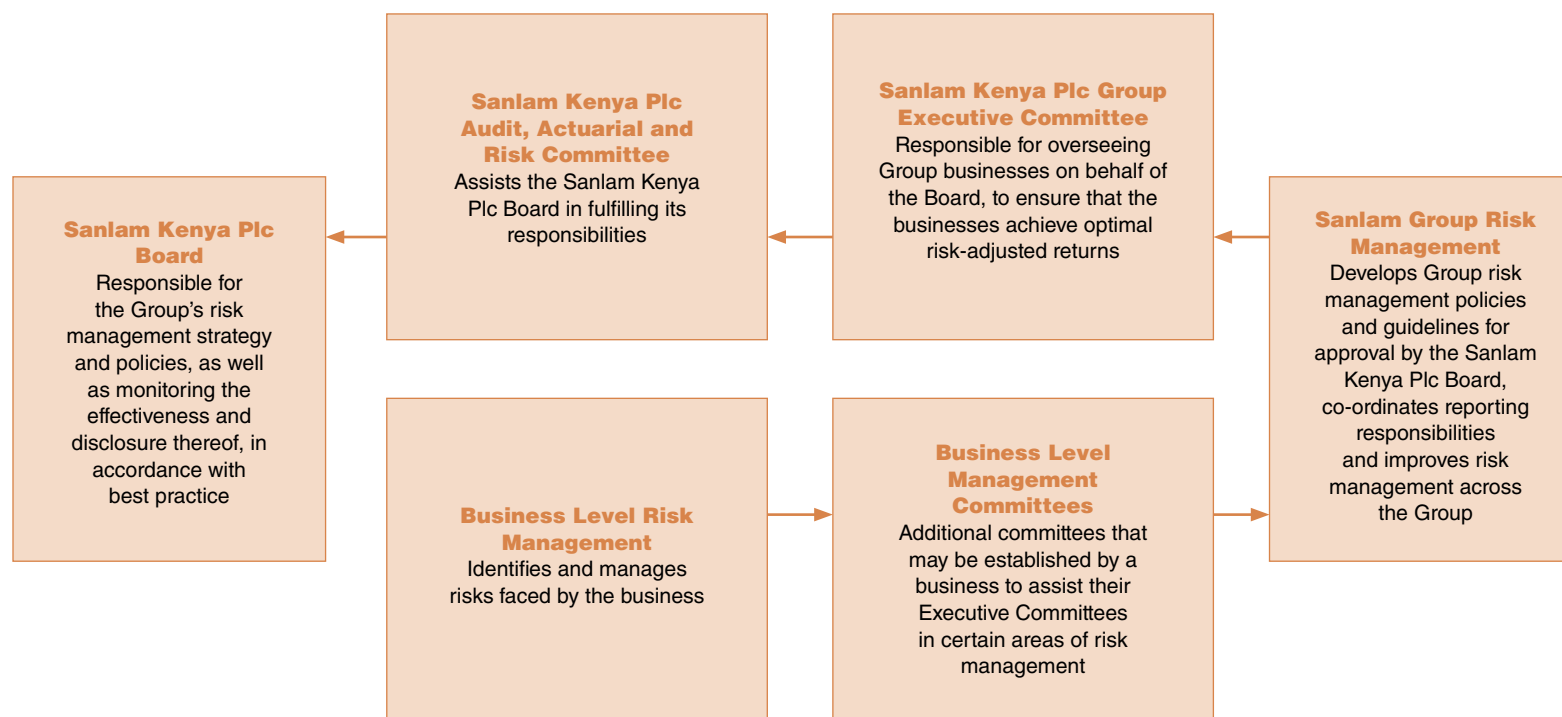 Sanlam Kenya Plc
Board
Responsible for
the Group's risk
management strategy
and policies, as well
as monitoring the
effectiveness and
disclosure thereof, in
accordance with
best practice
Sanlam Kenya Plc
Audit, Actuarial and
Risk Committee
Assists the Sanlam Kenya
Plc Board in fulfilling its
responsibilities
Sanlam Kenya Plc Group
Executive Committee
Responsible for overseeing
Group businesses on behalf of
the Board, to ensure that the
businesses achieve optimal
risk-adjusted returns
Sanlam Group Risk
Management
Develops Group risk
management policies
and guidelines for
approval by the Sanlam
Kenya Plc Board,
co-ordinates reporting
responsibilities
and improves risk
management across
the Group
Business Level Risk
Management
Identifies and manages
risks faced by the business
Business Level
Management
Committees
Additional committees that
may be established by a
business to assist their
Executive Committees
in certain areas of risk
management